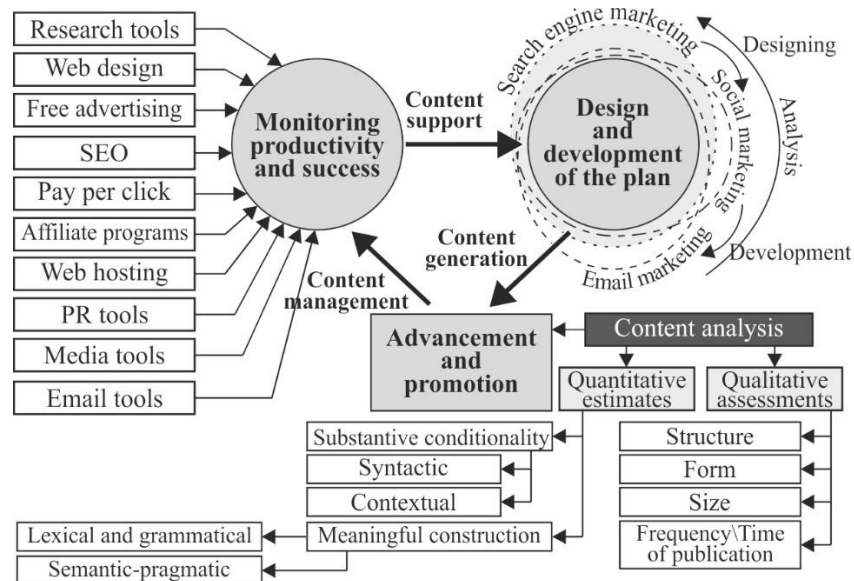 Research tools
Web design
Free advertising
SEO
Pay per click
Affiliate programs
Web hosting
PR tools
Media tools
Email tools
Monitoring
productivity
and success
Content
support
Search engine marketing
Design
and
development
of the plan
Social marketing
Email marketing
Designing
Analysis
Development
Content
generation
Content
management
Advancement
and
promotion
Content analysis
Quantitative
estimates
Qualitative
assessments
Substantive conditionality
Syntactic
Contextual
Meaningful construction
Lexical and grammatical
Semantic-pragmatic
Structure
Form
Size
Frequency\Time
of publication